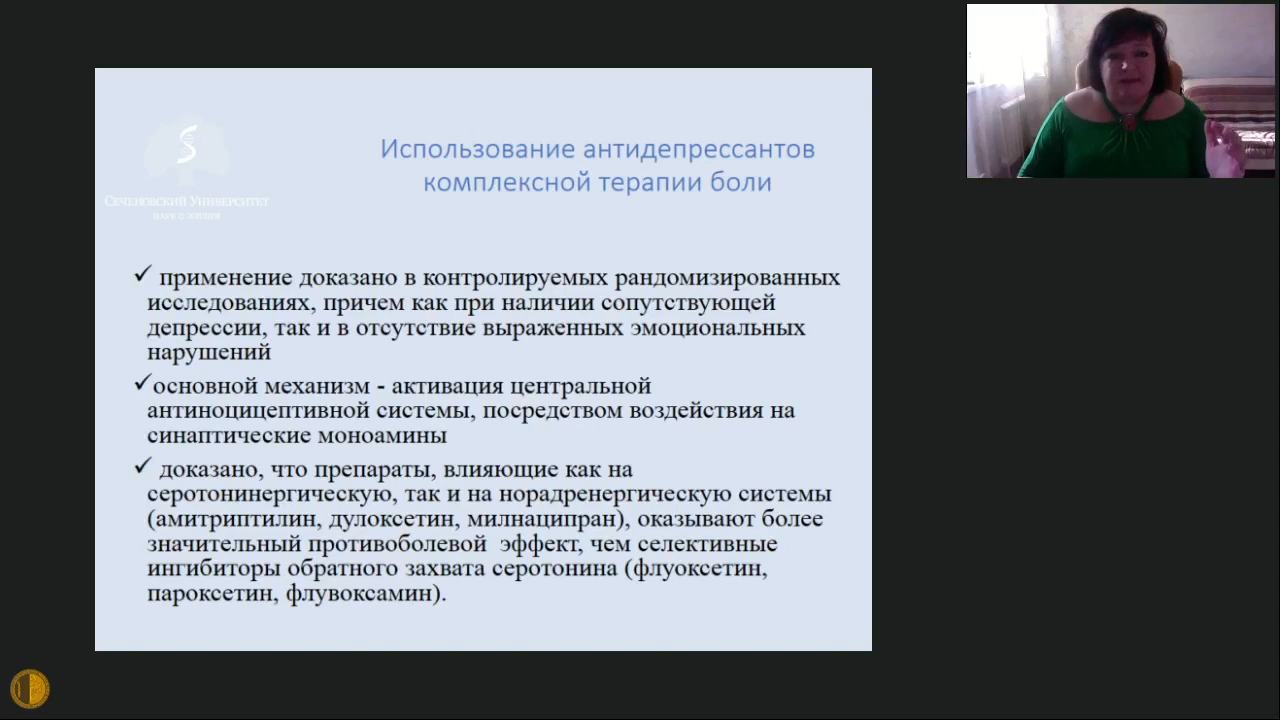 Сеченовский Университет
наук о жизни
Использование антидепрессантов
комплексной терапии боли
✓ применение доказано в контролируемых рандомизированных
исследованиях, причем как при наличии сопутствующей
депрессии, так и в отсутствие выраженных эмоциональных
нарушений
✓основной механизм - активация центральной
антиноцицептивной системы, посредством воздействия на
синаптические моноамины
✓ доказано, что препараты, влияющие как на
серотонинергическую, так и на норадренергическую системы
(амитриптилин, дулоксетин, милнаципран), оказывают более
значительный противоболевой эффект, чем селективные
ингибиторы обратного захвата серотонина (флуоксетин,
пароксетин, флувоксамин).